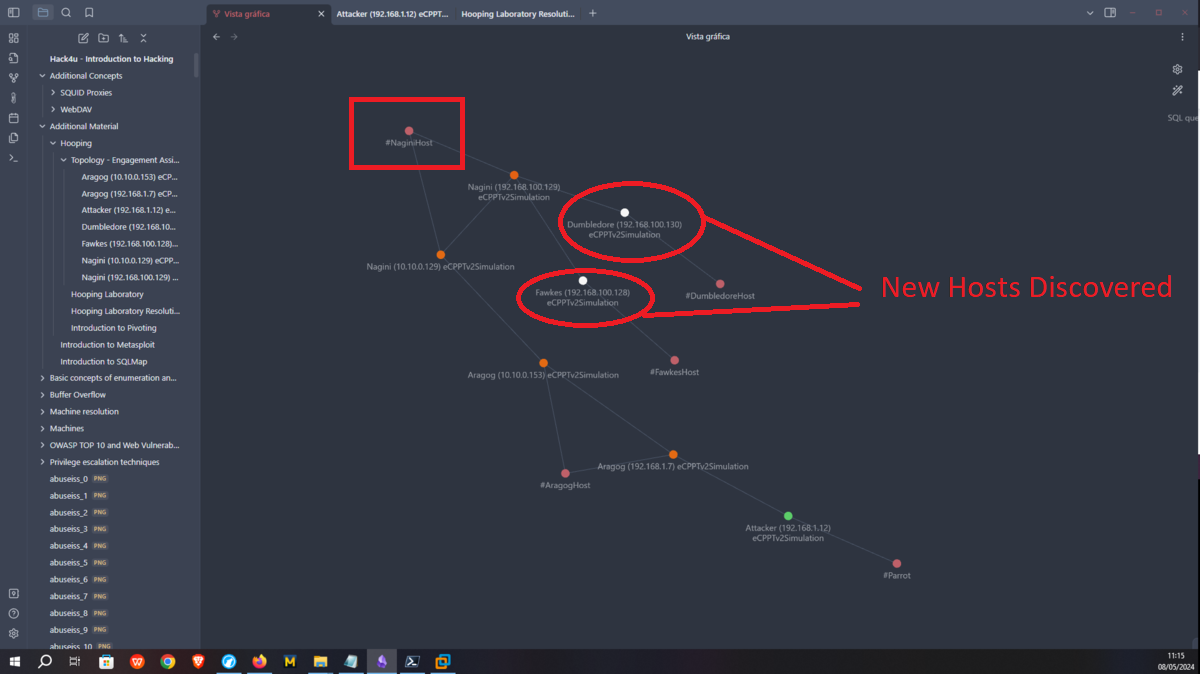 Vista gráfica
Attacker (192.168.1.12) eCPPT...
Hooping Laboratory Resoluti...
Vista gráfica
Hack4u - Introduction to Hacking
Additional Concepts
SQUID Proxies
WebDAV
Additional Material
Hooping
Topology - Engagement Assi...
Aragog (10.10.0.153) eCP...
Aragog (192.168.1.7) eCP...
Attacker (192.168.1.12) e...
Dumbledore (192.168.10...
Fawkes (192.168.100.128)...
Nagini (10.10.0.129) eCPP...
Nagini (192.168.100.129) ...
Hooping Laboratory
Hooping Laboratory Resoluti...
Introduction to Pivoting
Introduction to Metasploit
Introduction to SQLMap
Basic concepts of enumeration an...
Buffer Overflow
Machine resolution
Machines
OWASP TOP 10 and Web Vulnerab...
Privilege escalation techniques
abuseiss_0 PNG
abuseiss_1 PNG
abuseiss_2 PNG
abuseiss_3 PNG
abuseiss_4 PNG
abuseiss_5 PNG
abuseiss_6 PNG
abuseiss_7 PNG
abuseiss_8 PNG
abuseiss_9 PNG
abuseiss_10 PNG
SQL que
#NaginiHost
Nagini (192.168.100.129)
eCPPTv2Simulation
Dumbledore (192.168.100.130)
eCPPTv2Simulation
Nagini (10.10.0.129) eCPPTv2Simulation
Fawkes (192.168.100.128)
eCPPTv2Simulation
#DumbledoreHost
New Hosts Discovered
Aragog (10.10.0.153) eCPPTv2Simulation
#FawkesHost
Aragog (192.168.1.7) eCPPTv2Simulation
#AragogHost
Attacker (192.168.1.12)
eCPPTv2Simulation
#Parrot
11:15
08/05/2024